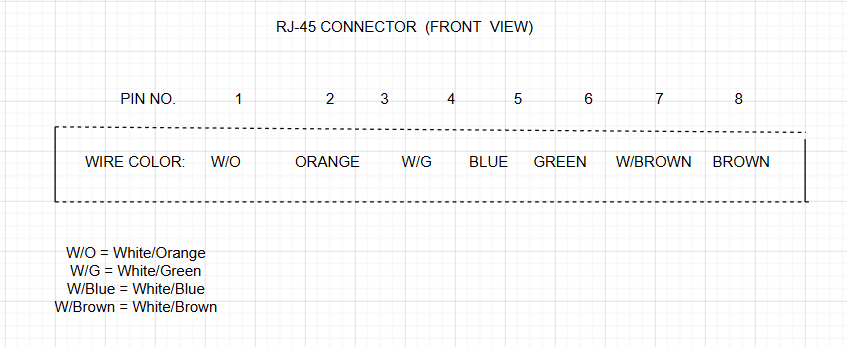 RJ-45 CONNECTOR (FRONT VIEW)
PIN NO. 1 2 3 4 5 6 7 8
WIRE COLOR: W/O ORANGE W/G BLUE GREEN W/BROWN BROWN
W/O = White/Orange
W/G = White/Green
W/Blue = White/Blue
W/Brown = White/Brown